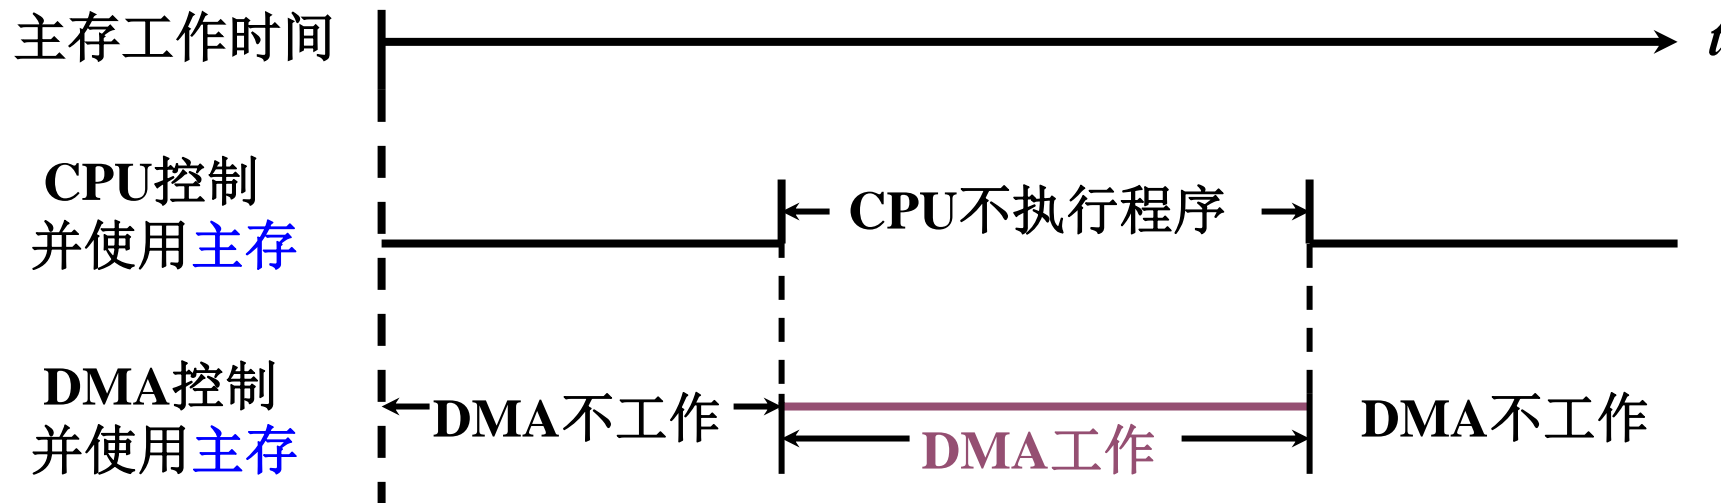 主存工作时间
t
CPU控制
并使用主存
CPU不执行程序
DMA控制
并使用主存
DMA不工作
DMA工作
DMA不工作